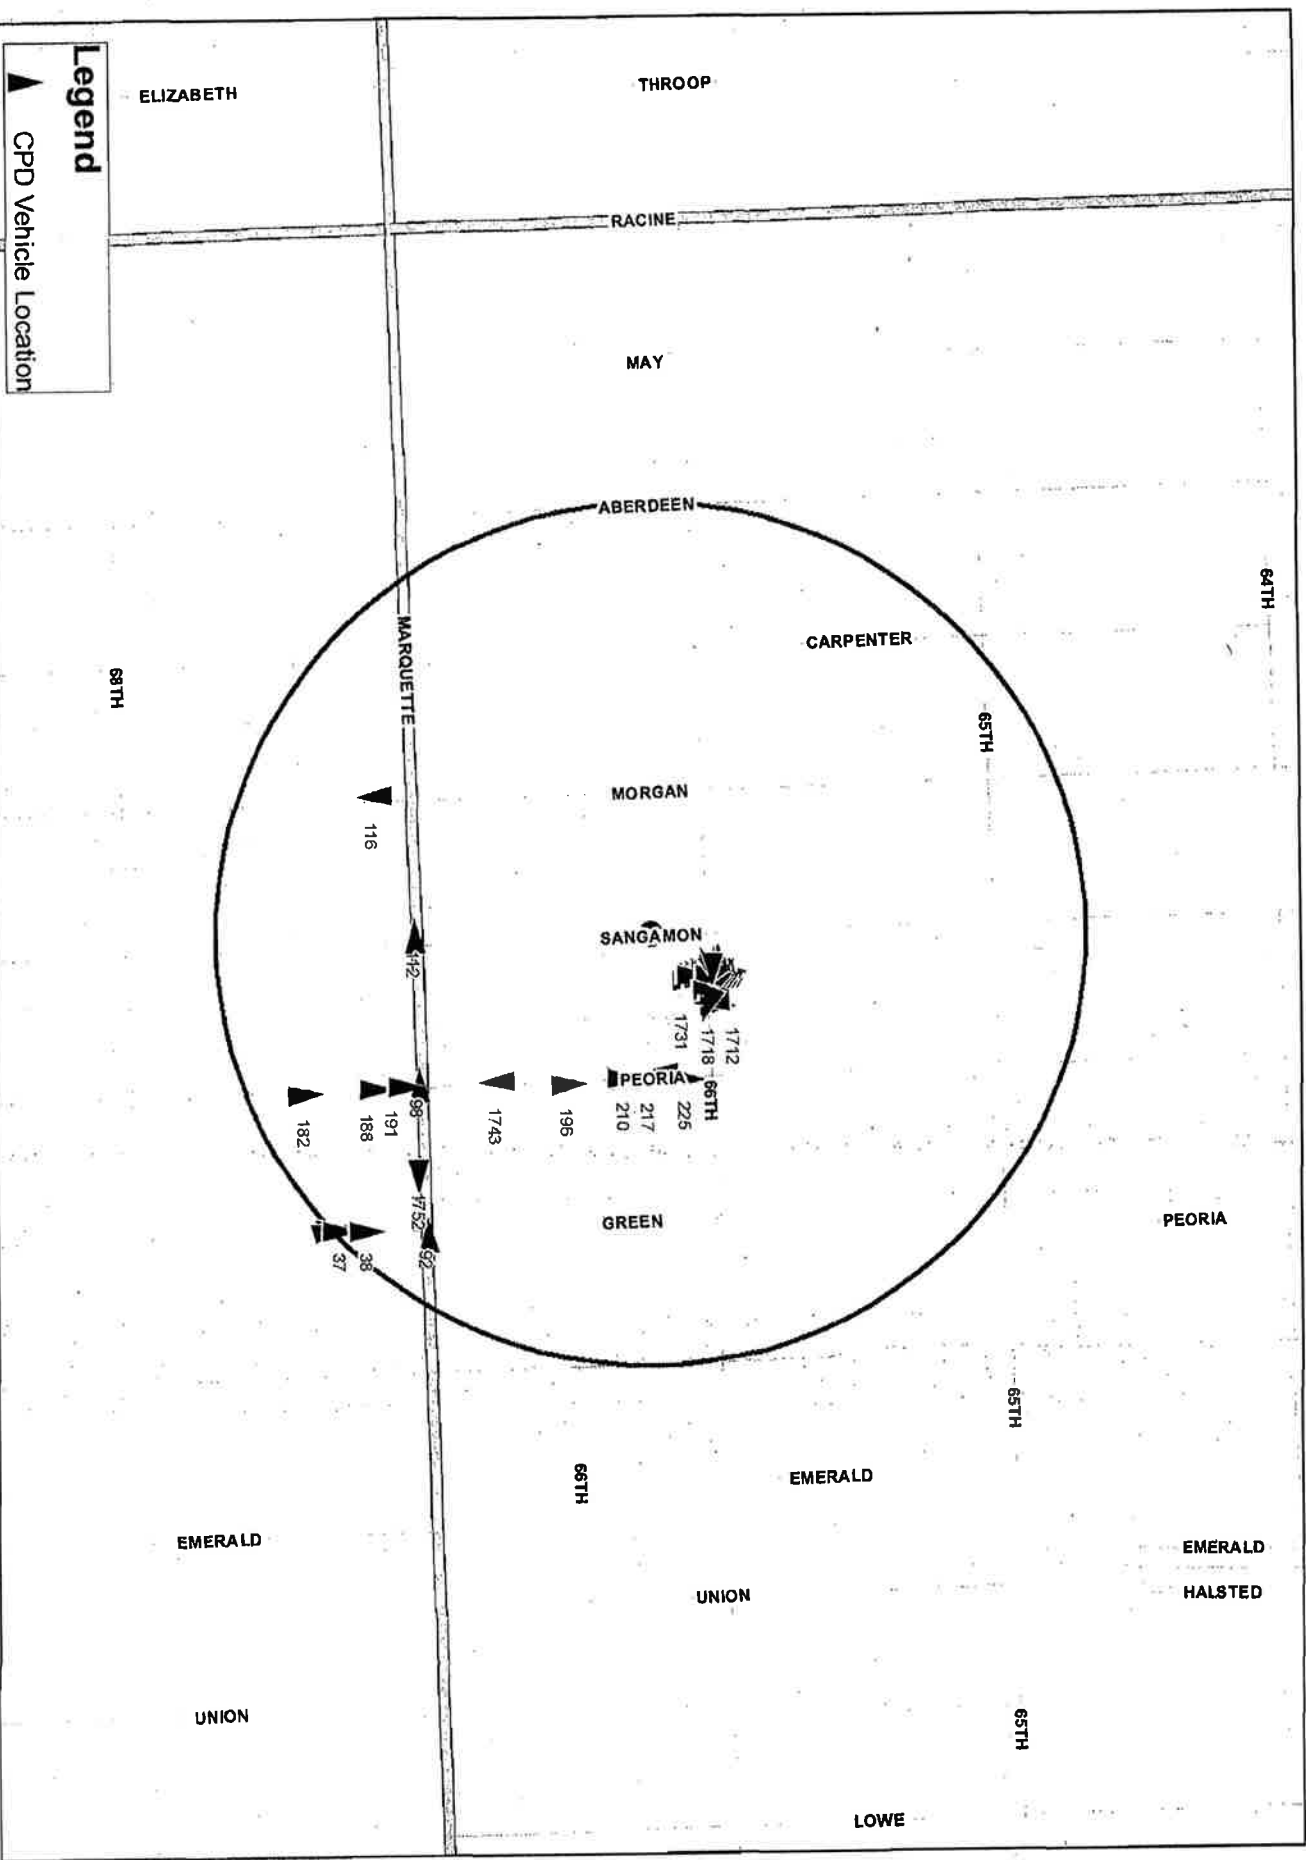 ELIZABETH
THROOP
Legend
CPD Vehicle Location
RACINE
MAY
ABERDEEN
64TH
CARPENTER
MARQUETTE
68TH
65TH
MORGAN
116
SANGAMON
112
1731
1718
1712
PEORIA
66TH
98
182
188
191
1743
196
210
217
225
1752
92
37
38
GREEN
PEORIA
65TH
66TH
EMERALD
EMERALD
EMERALD
HALSTED
UNION
UNION
65TH
LOWE